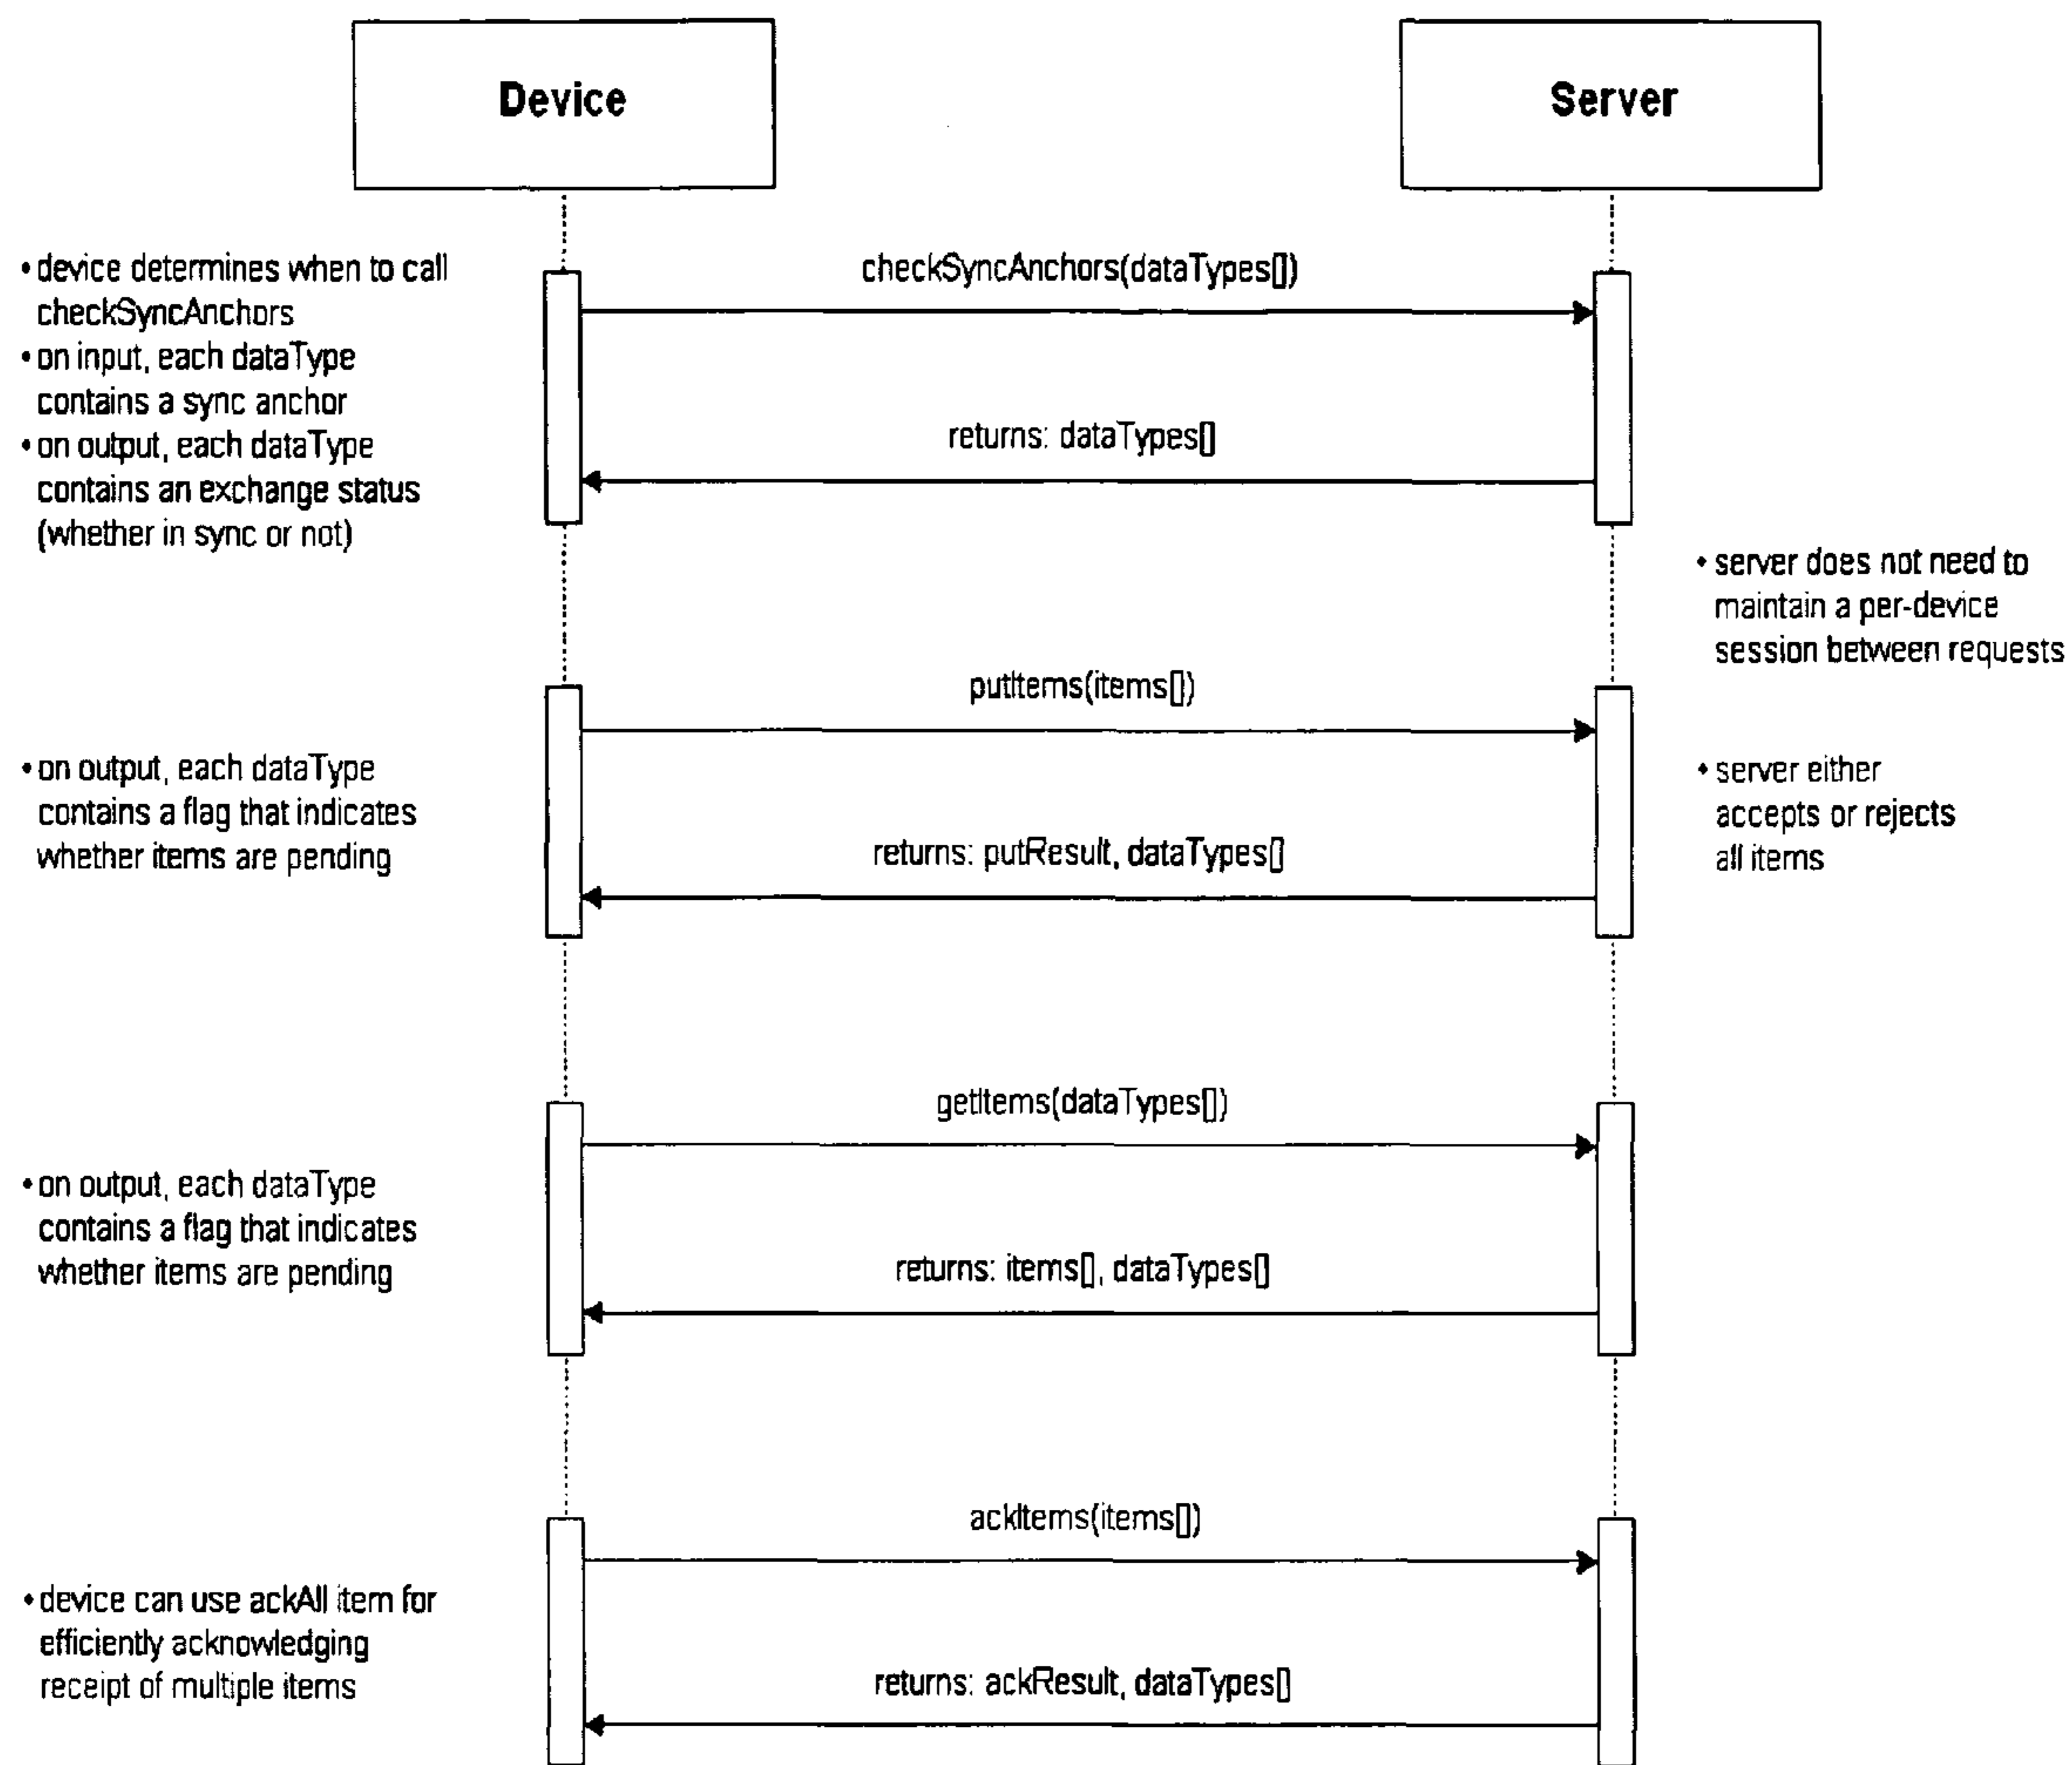 Device
Server
• device determines when to call
checkSyncAnchors
• on input, each dataType
contains a sync anchor
• on output, each dataType
contains an exchange status
(whether in sync or not)
checkSyncAnchors(dataTypes[])
returns: dataTypes[]
• server does not need to
maintain a per-device
session between requests
putItems(items[])
• on output, each dataType
contains a flag that indicates
whether items are pending
returns: putResult, dataTypes[]
• server either
accepts or rejects
all items
getItems(dataTypes[])
• on output, each dataType
contains a flag that indicates
whether items are pending
returns: items[], dataTypes[]
ackItems(items[])
• device can use ackAll item for
efficiently acknowledging
receipt of multiple items
returns: ackResult, dataTypes[]